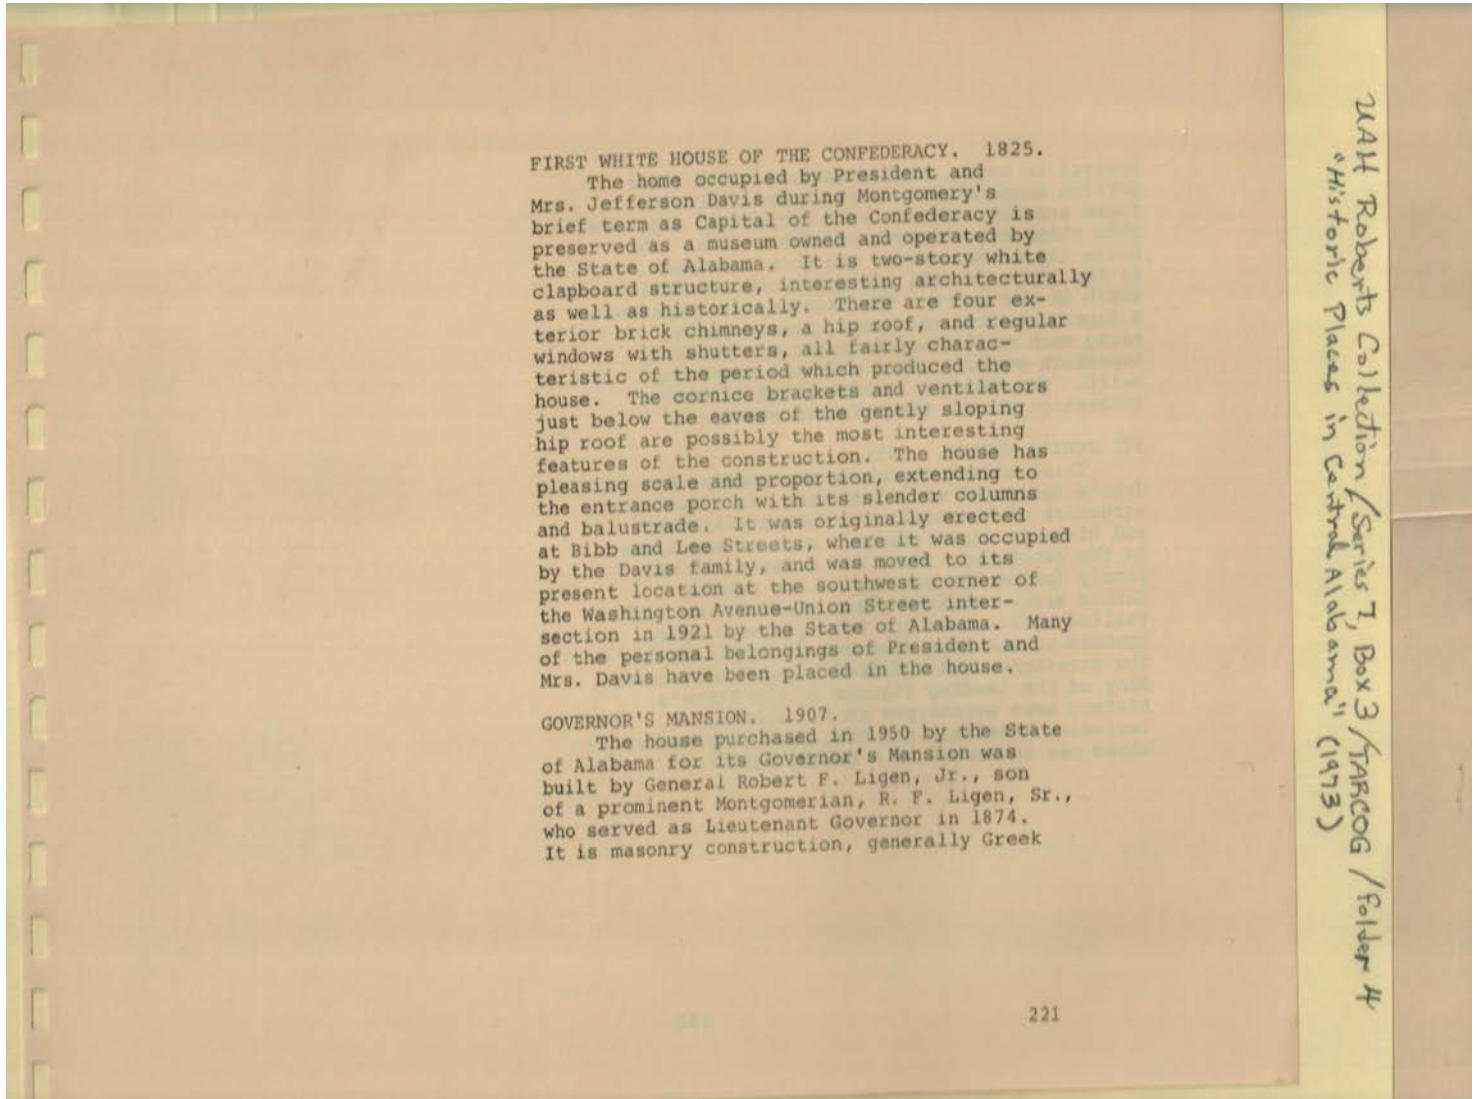 FIRST WHITE HOUSE OF THE CONFEDERACY. 1825.
The home occupied by President and
Mrs. Jefferson Davis during Montgomery's
brief term as Capital of the Confederacy is
preserved as a museum owned and operated by
the State of Alabama. It is two-story white
clapboard structure, interesting architecturally
as well as historically. There are four ex-
terior brick chimneys, a hip roof, and regular
windows with shutters, all fairly charac-
teristic of the period which produced the
house. The cornice brackets and ventilators
just below the eaves of the gently sloping
hip roof are possibly the most interesting
features of the construction. The house has
pleasing scale and proportion, extending to
the entrance porch with its slender columns
and balustrade. It was originally erected
at Bibb and Lee Streets, where it was occupied
by the Davis family, and was moved to its
present location at the southwest corner of
the Washington Avenue-Union Street inter-
section in 1921 by the State of Alabama. Many
of the personal belongings of President and
Mrs. Davis have been placed in the house.
GOVERNOR'S MANSION. 1907.
The house purchased in 1950 by the State
of Alabama for its Governor's Mansion was
built by General Robert F. Ligen, Jr., son
of a prominent Montgomerian, R. F. Ligen, Sr.,
who served as Lieutenant Governor in 1874.
It is masonry construction, generally Greek
221
UAH Roberts Collection/Series 7, Box 3/TARCOG/folder 4
"Historic Places in Central Alabama" (1973)